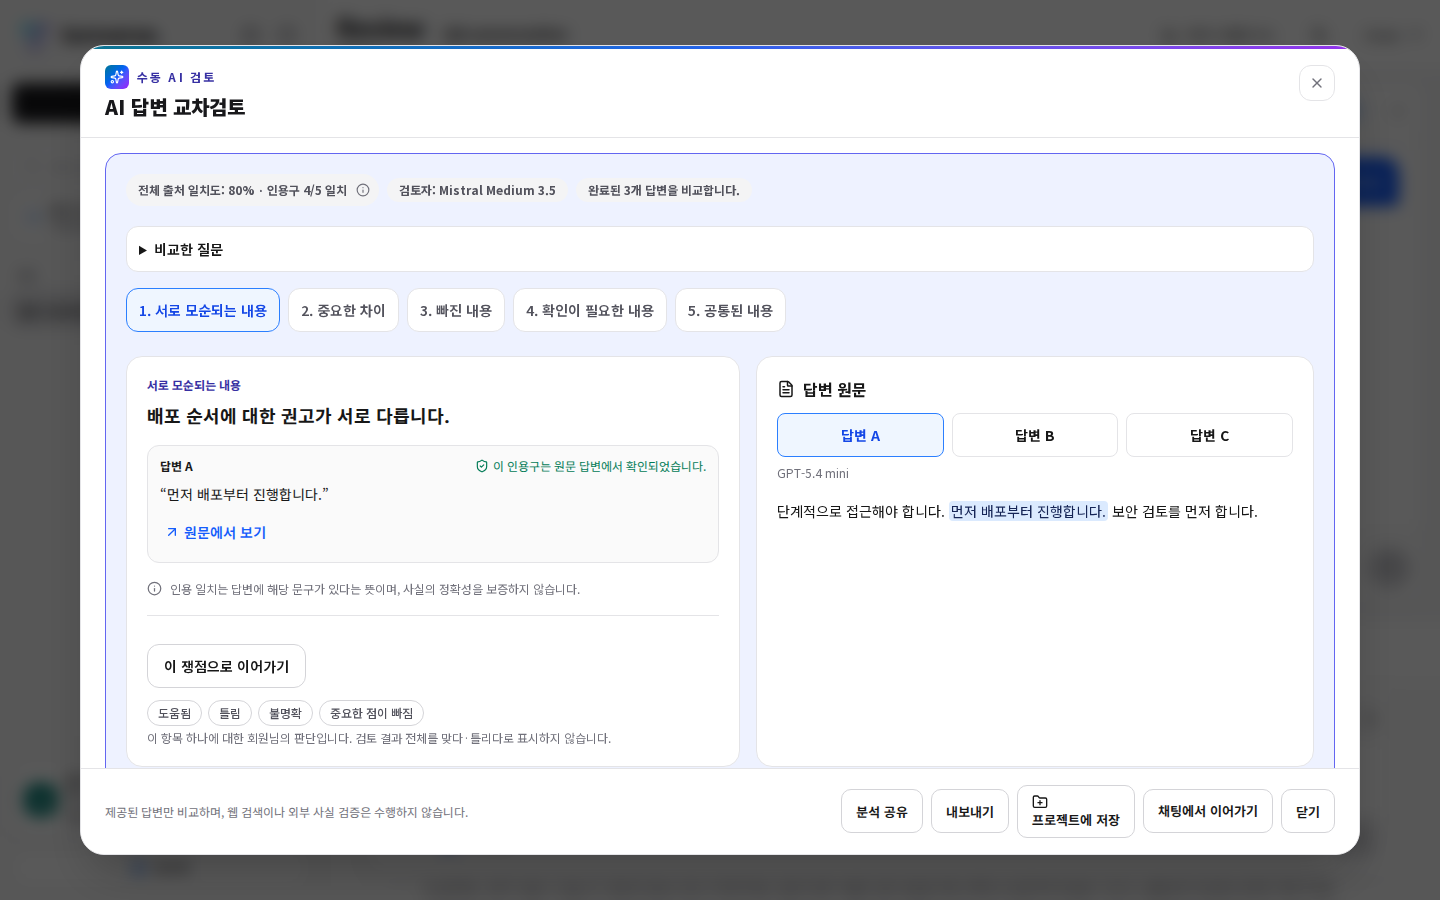 수동 AI 검토
AI 답변 교차검토
전체 출처 일치도: 80% · 인용구 4/5 일치
검토자: Mistral Medium 3.5
완료된 3개 답변을 비교합니다.
▶ 비교한 질문
1. 서로 모순되는 내용
2. 중요한 차이
3. 빠진 내용
4. 확인이 필요한 내용
5. 공통된 내용
서로 모순되는 내용
배포 순서에 대한 권고가 서로 다릅니다.
답변 A
이 인용구는 원문 답변에서 확인되었습니다.
“먼저 배포부터 진행합니다.”
원문에서 보기
인용 일치는 답변에 해당 문구가 있다는 뜻이며, 사실의 정확성을 보증하지 않습니다.
이 쟁점으로 이어가기
도움됨
틀림
불명확
중요한 점이 빠짐
이 항목 하나에 대한 회원님의 판단입니다. 검토 결과 전체를 맞다·틀리다로 표시하지 않습니다.
답변 원문
답변 A
답변 B
답변 C
GPT-5.4 mini
단계적으로 접근해야 합니다. 먼저 배포부터 진행합니다. 보안 검토를 먼저 합니다.
제공된 답변만 비교하며, 웹 검색이나 외부 사실 검증은 수행하지 않습니다.
분석 공유
내보내기
프로젝트에 저장
채팅에서 이어가기
닫기